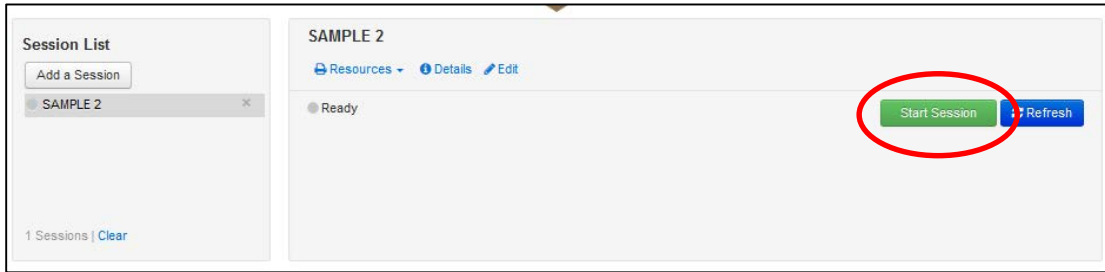 Session List
Add a Session
SAMPLE 2
1 Sessions | Clear
SAMPLE 2
Resources Details Edit
Ready
Start Session Refresh